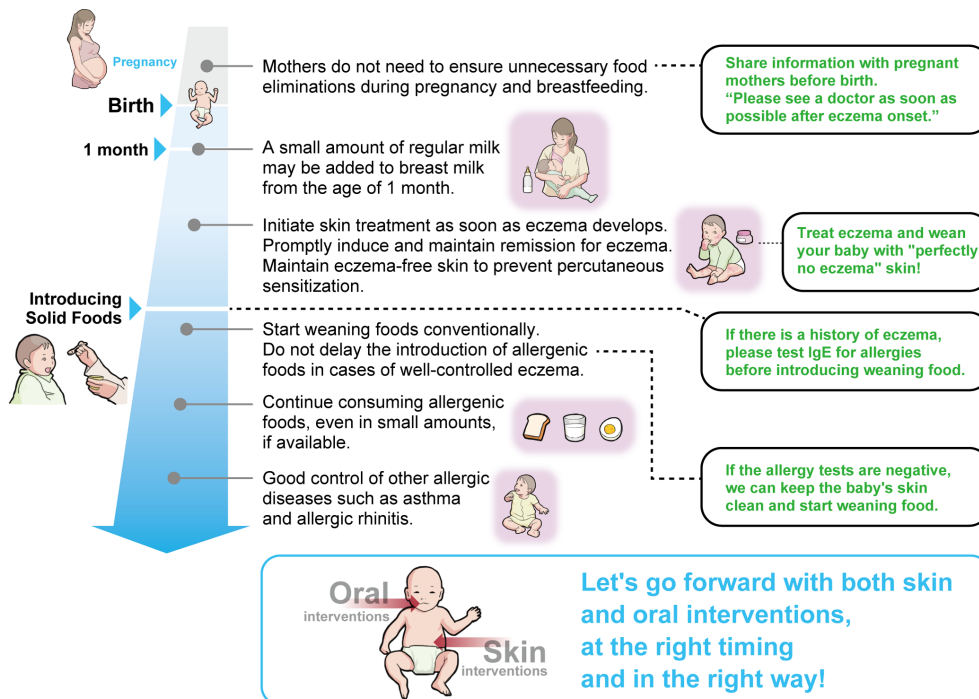 Pregnancy
Birth
Mothers do not need to ensure unnecessary food
eliminations during pregnancy and breastfeeding.
Share information with pregnant
mothers before birth.
“Please see a doctor as soon as
possible after eczema onset.”
1 month
A small amount of regular milk
may be added to breast milk
from the age of 1 month.
Initiate skin treatment as soon as eczema develops.
Promptly induce and maintain remission for eczema.
Maintain eczema-free skin to prevent percutaneous
sensitization.
Treat eczema and wean
your baby with "perfectly
no eczema" skin!
Introducing
Solid Foods
Start weaning foods conventionally.
Do not delay the introduction of allergenic
foods in cases of well-controlled eczema.
If there is a history of eczema,
please test IgE for allergies
before introducing weaning food.
Continue consuming allergenic
foods, even in small amounts,
if available.
Good control of other allergic
diseases such as asthma
and allergic rhinitis.
If the allergy tests are negative,
we can keep the baby's skin
clean and start weaning food.
Oral
interventions
Skin
interventions
Let's go forward with both skin
and oral interventions,
at the right timing
and in the right way!